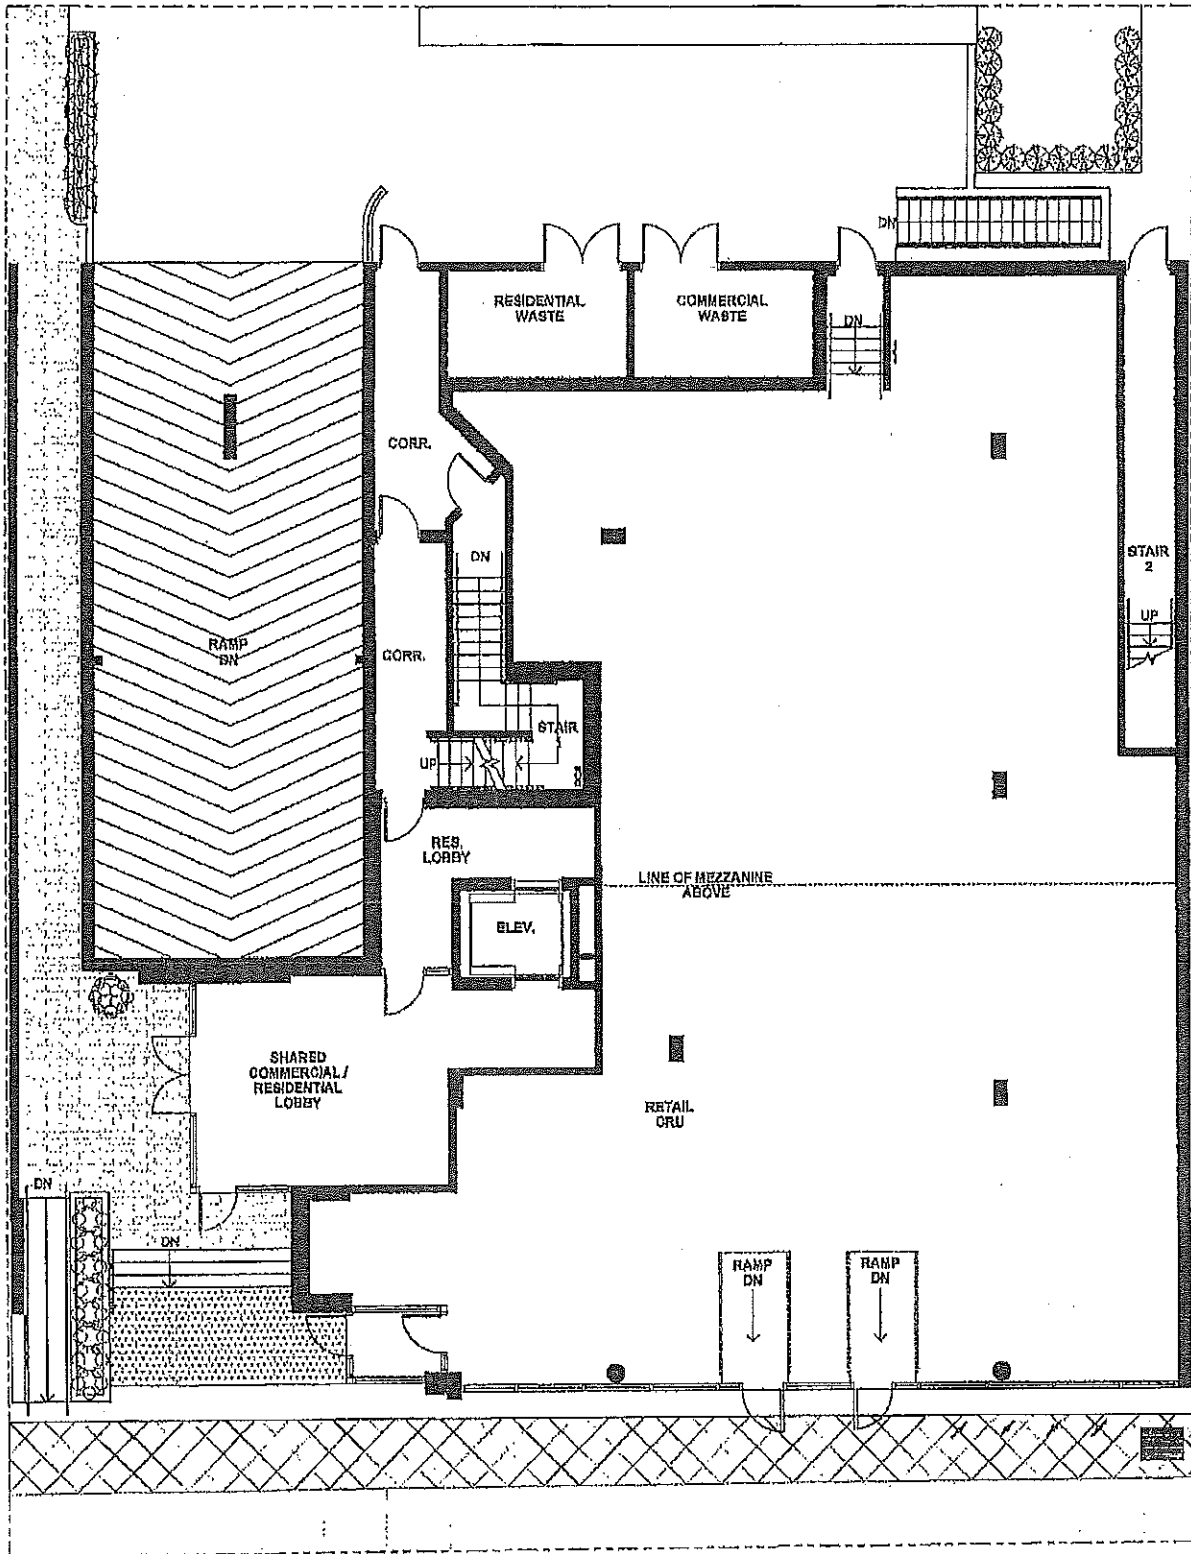 DN
RESIDENTIAL
WASTE
COMMERCIAL
WASTE
DN
CORR.
DN
STAIR
2
UP
RAMP
DN
CORR.
STAIR
UP
RES.
LOBBY
LINE OF MEZZANINE
ABOVE
ELEV.
SHARED
COMMERCIAL /
RESIDENTIAL
LOBBY
RETAIL
CRU
DN
DN
RAMP
DN
RAMP
DN